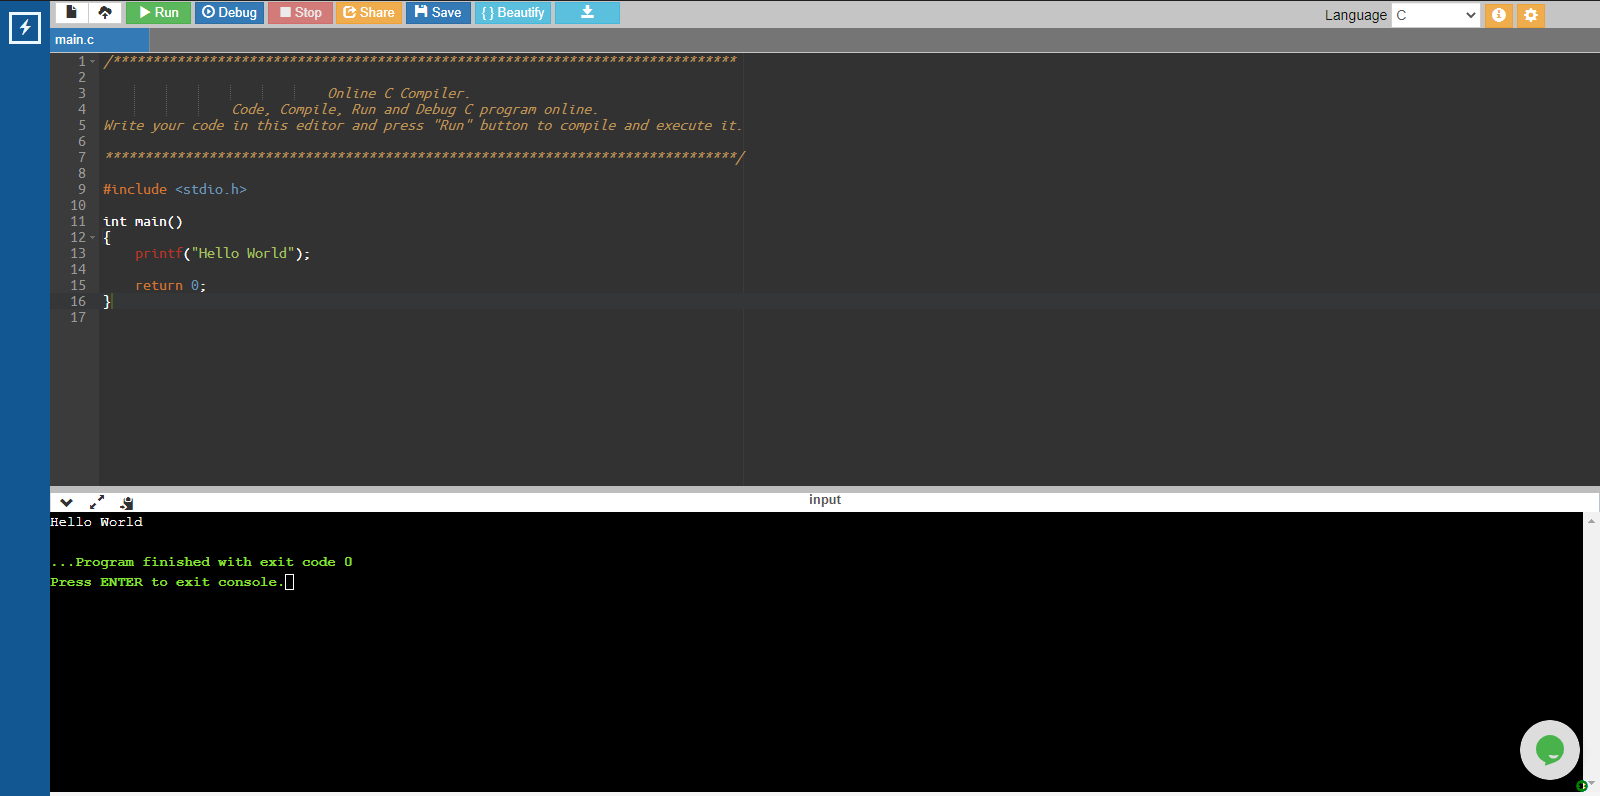 Run Debug Stop Share Save { } Beautify Language C
main.c
1 /******************************************************************************
2
3 Online C Compiler.
4 Code, Compile, Run and Debug C program online.
5 Write your code in this editor and press "Run" button to compile and execute it.
6
7 *******************************************************************************/
8
9 #include <stdio.h>
10
11 int main()
12 {
13 printf("Hello World");
14
15 return 0;
16 }
17
input
Hello World
...Program finished with exit code 0
Press ENTER to exit console.